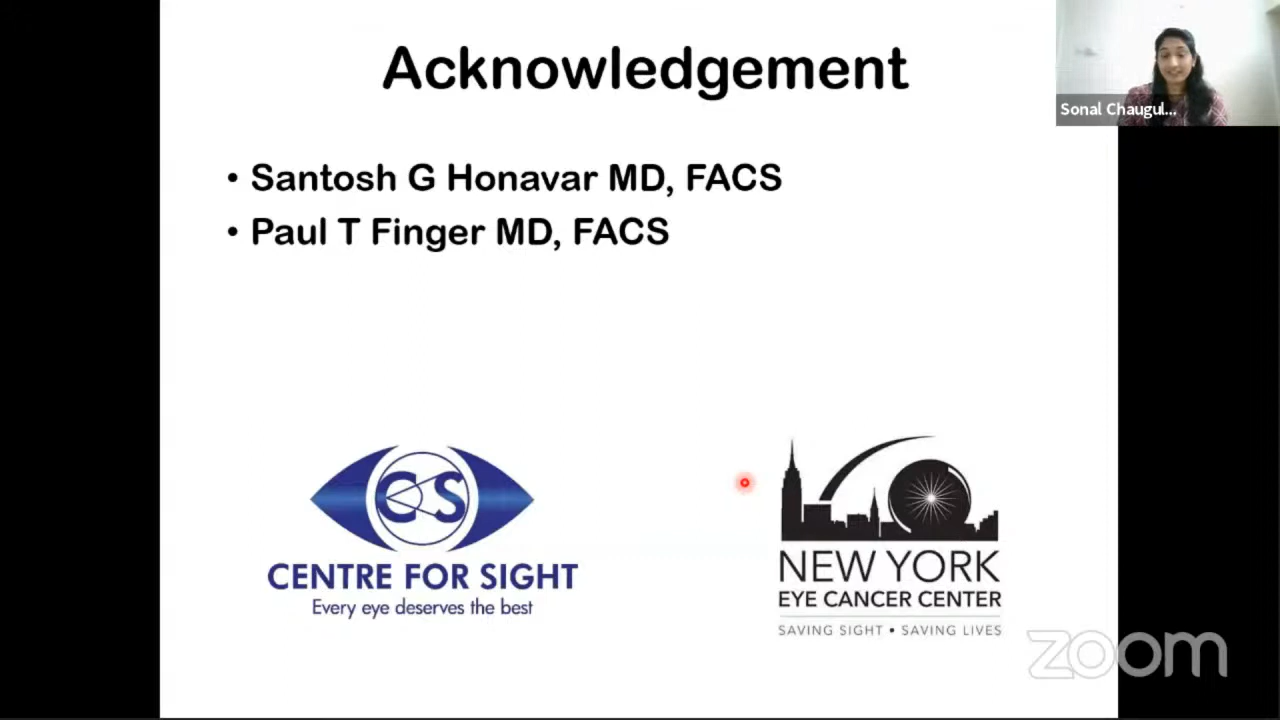 Acknowledgement
Sonal Chaugul...
• Santosh G Honavar MD, FACS
• Paul T Finger MD, FACS
CS
CENTRE FOR SIGHT
Every eye deserves the best
NEW YORK
EYE CANCER CENTER
SAVING SIGHT • SAVING LIVES
zoom